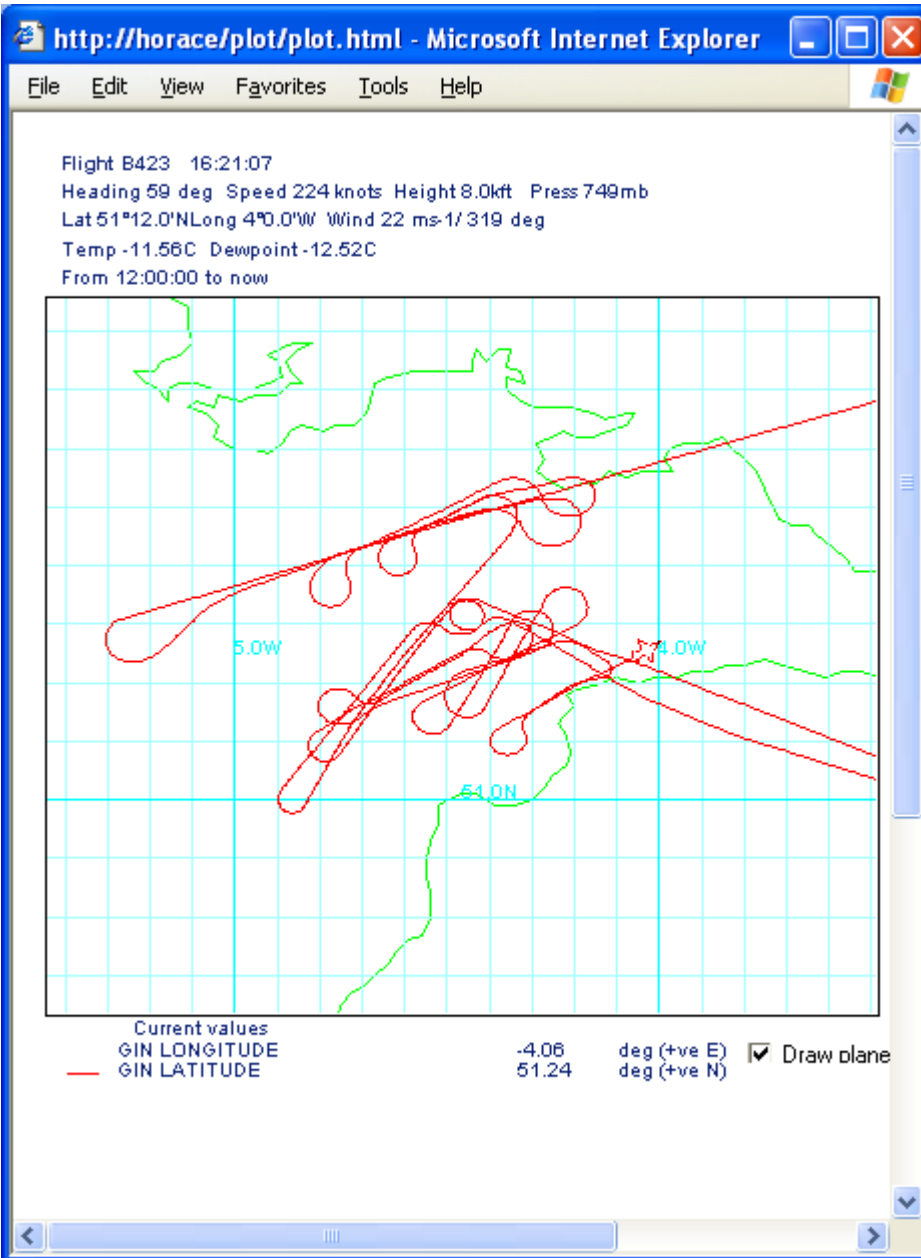 http://horace/plot/plot.html - Microsoft Internet Explorer
File Edit View Favorites Tools Help
Flight B423 16:21:07
Heading 59 deg Speed 224 knots Height 8.0kft Press 749mb
Lat 51°12.0'NLong 4°0.0'W Wind 22 ms-1/ 319 deg
Temp -11.56C Dewpoint -12.52C
From 12:00:00 to now
5.0W 4.0W
51.0N
Current values
GIN LONGITUDE -4.06 deg (+ve E) Draw plane
GIN LATITUDE 51.24 deg (+ve N)